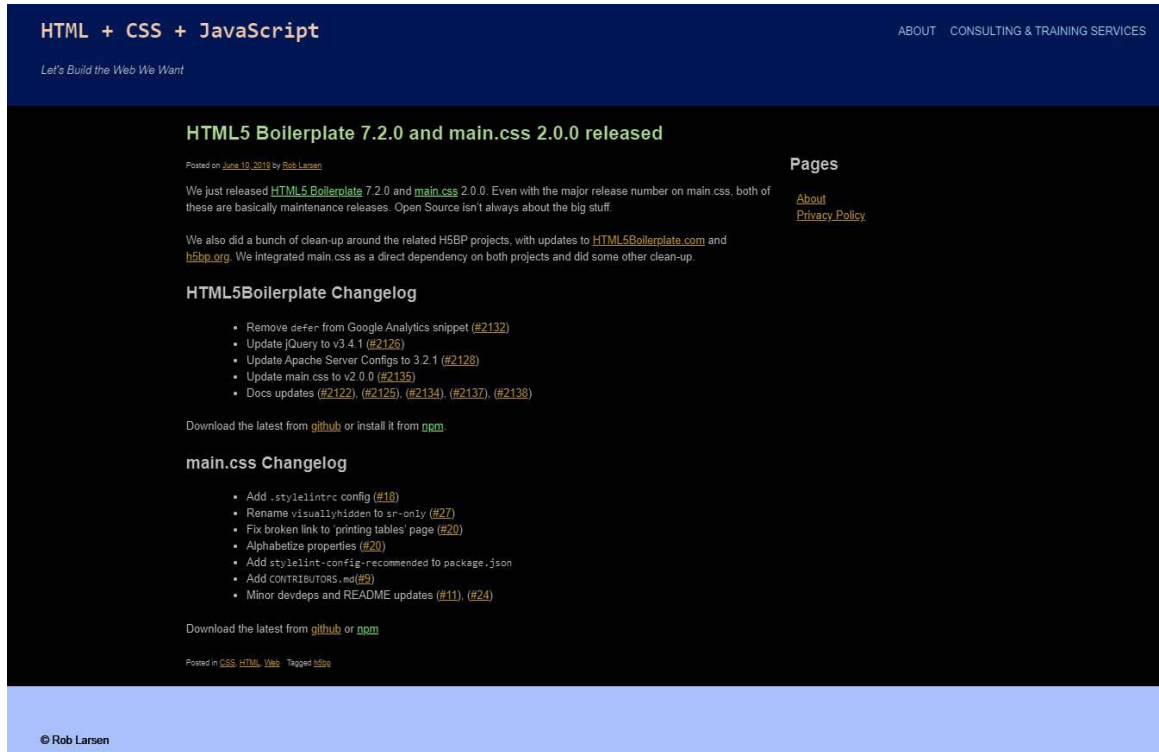 HTML + CSS + JavaScript
ABOUT CONSULTING & TRAINING SERVICES
Let's Build the Web We Want
HTML5 Boilerplate 7.2.0 and main.css 2.0.0 released
Posted on June 10, 2019 by Rob Larsen
We just released HTML5 Boilerplate 7.2.0 and main.css 2.0.0. Even with the major release number on main.css, both of
these are basically maintenance releases. Open Source isn't always about the big stuff.
We also did a bunch of clean-up around the related H5BP projects, with updates to HTML5Boilerplate.com and
h5bp.org. We integrated main.css as a direct dependency on both projects and did some other clean-up.
HTML5Boilerplate Changelog
• Remove defer from Google Analytics snippet (#2132)
• Update jQuery to v3.4.1 (#2126)
• Update Apache Server Configs to 3.2.1 (#2128)
• Update main.css to v2.0.0 (#2135)
• Docs updates (#2122), (#2125), (#2134), (#2137), (#2138)
Download the latest from github or install it from npm.
main.css Changelog
• Add .stylelintrc config (#18)
• Rename visuallyhidden to sr-only (#27)
• Fix broken link to 'printing tables' page (#20)
• Alphabetize properties (#20)
• Add stylelint-config-recommended to package.json
• Add CONTRIBUTORS.md(#9)
• Minor devdeps and README updates (#11), (#24)
Download the latest from github or npm
Posted in CSS, HTML, Web Tagged h5bp
Pages
About
Privacy Policy
© Rob Larsen